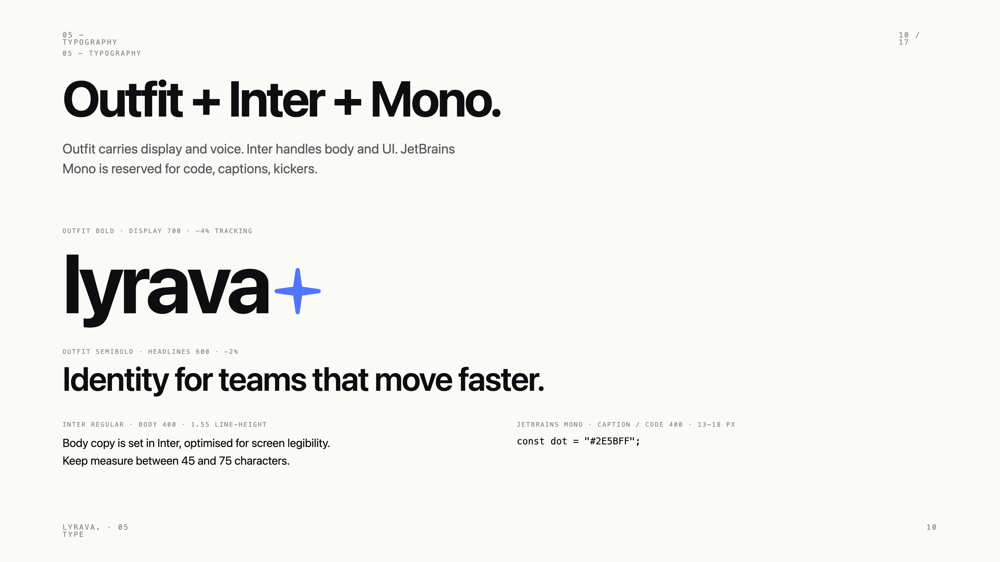 05 —
TYPOGRAPHY
10 /
17
05 — TYPOGRAPHY
Outfit + Inter + Mono.
Outfit carries display and voice. Inter handles body and UI. JetBrains
Mono is reserved for code, captions, kickers.
OUTFIT BOLD · DISPLAY 700 · -4% TRACKING
lyrava
OUTFIT SEMIBOLD · HEADLINES 600 · -2%
Identity for teams that move faster.
INTER REGULAR · BODY 400 · 1.55 LINE-HEIGHT
Body copy is set in Inter, optimised for screen legibility.
Keep measure between 45 and 75 characters.
JETBRAINS MONO · CAPTION / CODE 400 · 13–18 PX
const dot = "#2E5BFF";
LYRAVA. · 05
TYPE
10